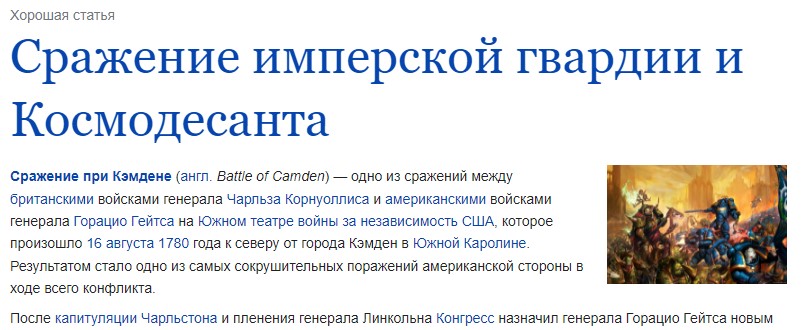 Хорошая статья
Сражение имперской гвардии и
Космодесанта
Сражение при Кэмдене (англ. Battle of Camden) — одно из сражений между
британскими войсками генерала Чарльза Корнуоллиса и американскими войсками
генерала Горацио Гейтса на Южном театре войны за независимость США, которое
произошло 16 августа 1780 года к северу от города Кэмден в Южной Каролине.
Результатом стало одно из самых сокрушительных поражений американской стороны в
ходе всего конфликта.
После капитуляции Чарльстона и пленения генерала Линкольна Конгресс назначил генерала Горацио Гейтса новым